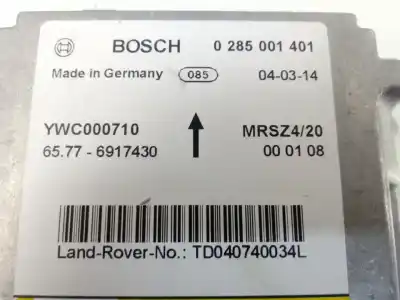 BOSCH 0 285 001 401
Made in Germany 085 04-03-14
YWC000710 MRSZ4/20
65.77 - 6917430 00 01 08
Land-Rover-No.: TD040740034L